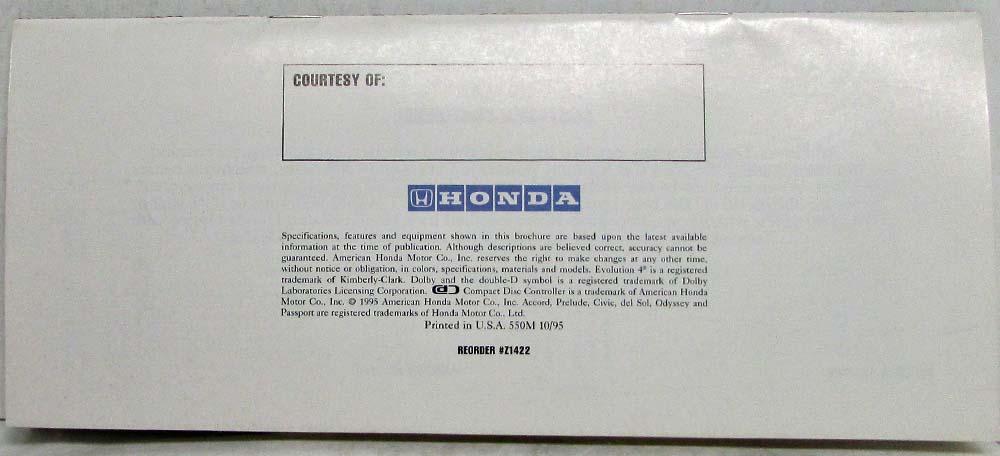 COURTESY OF:
HONDA
Specifications, features and equipment shown in this brochure are based upon the latest available
information at the time of publication. Although descriptions are believed correct, accuracy cannot be
guaranteed. American Honda Motor Co., Inc. reserves the right to make changes at any other time,
without notice or obligation, in colors, specifications, materials and models. Evolution 4® is a registered
trademark of Kimberly-Clark. Dolby and the double-D symbol is a registered trademark of Dolby
Laboratories Licensing Corporation. Compact Disc Controller is a trademark of American Honda
Motor Co., Inc. © 1995 American Honda Motor Co., Inc. Accord, Prelude, Civic, del Sol, Odyssey and
Passport are registered trademarks of Honda Motor Co., Ltd.
Printed in U.S.A. 550M 10/95
REORDER #Z1422